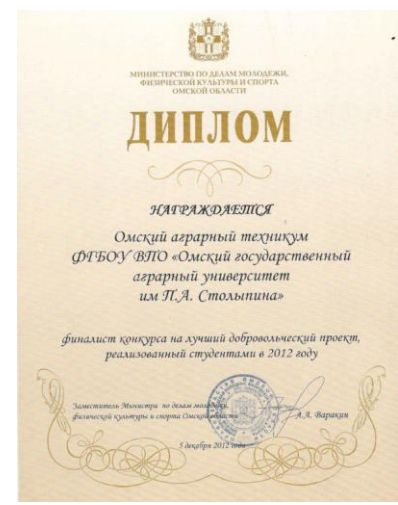 МИНИСТЕРСТВО ПО ДЕЛАМ МОЛОДЕЖИ,
ФИЗИЧЕСКОЙ КУЛЬТУРЫ И СПОРТА
ОМСКОЙ ОБЛАСТИ
ДИПЛОМ
НАГРАЖДАЕТСЯ
Омский аграрный техникум
ФГБОУ ВПО «Омский государственный
аграрный университет
им П.А. Столыпина»
финалист конкурса на лучший добровольческий проект,
реализованный студентами в 2012 году
Заместитель Министра по делам молодежи,
физической культуры и спорта Омской области
А.А. Варакин
5 декабря 2012 года